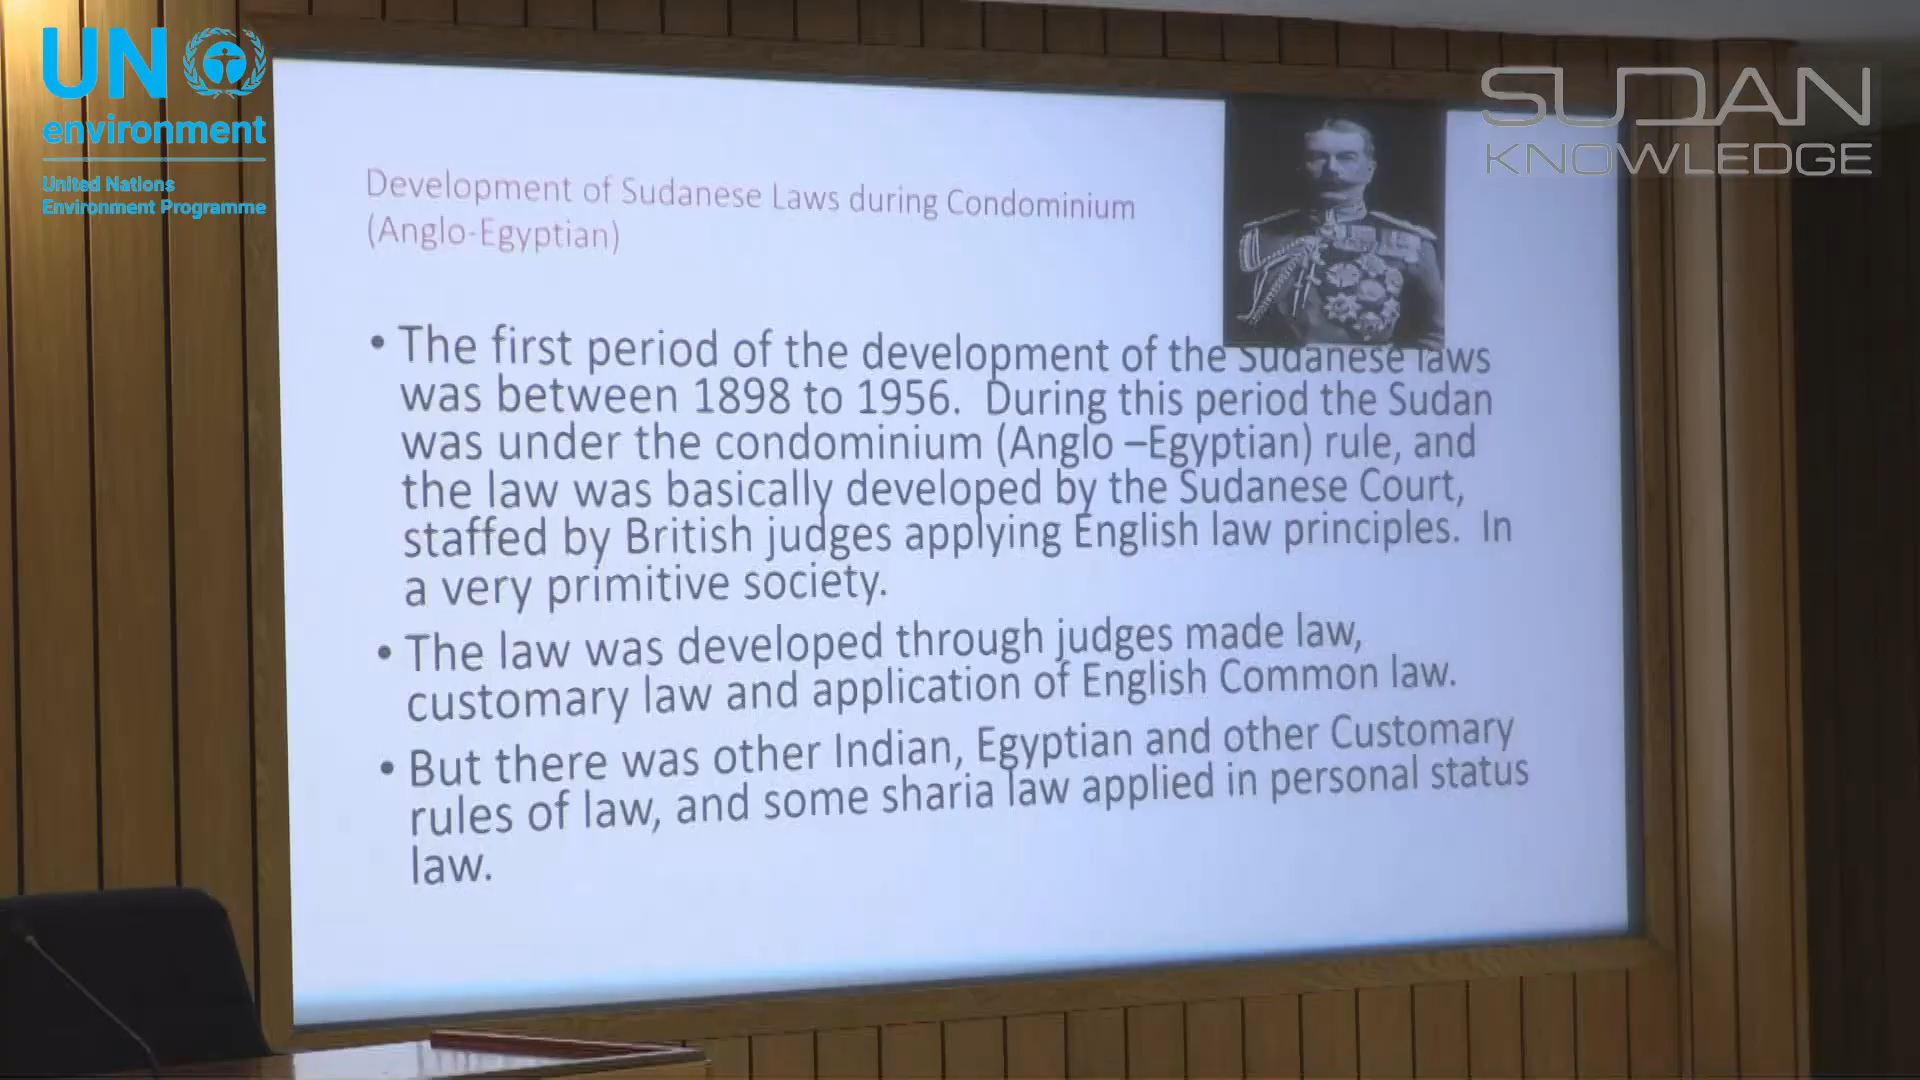 UN
environment
United Nations
Environment Programme
SUDAN
KNOWLEDGE
Development of Sudanese Laws during Condominium
(Anglo-Egyptian)
• The first period of the development of the Sudanese laws
was between 1898 to 1956. During this period the Sudan
was under the condominium (Anglo –Egyptian) rule, and
the law was basically developed by the Sudanese Court,
staffed by British judges applying English law principles. In
a very primitive society.
• The law was developed through judges made law,
customary law and application of English Common law.
• But there was other Indian, Egyptian and other Customary
rules of law, and some sharia law applied in personal status
law.